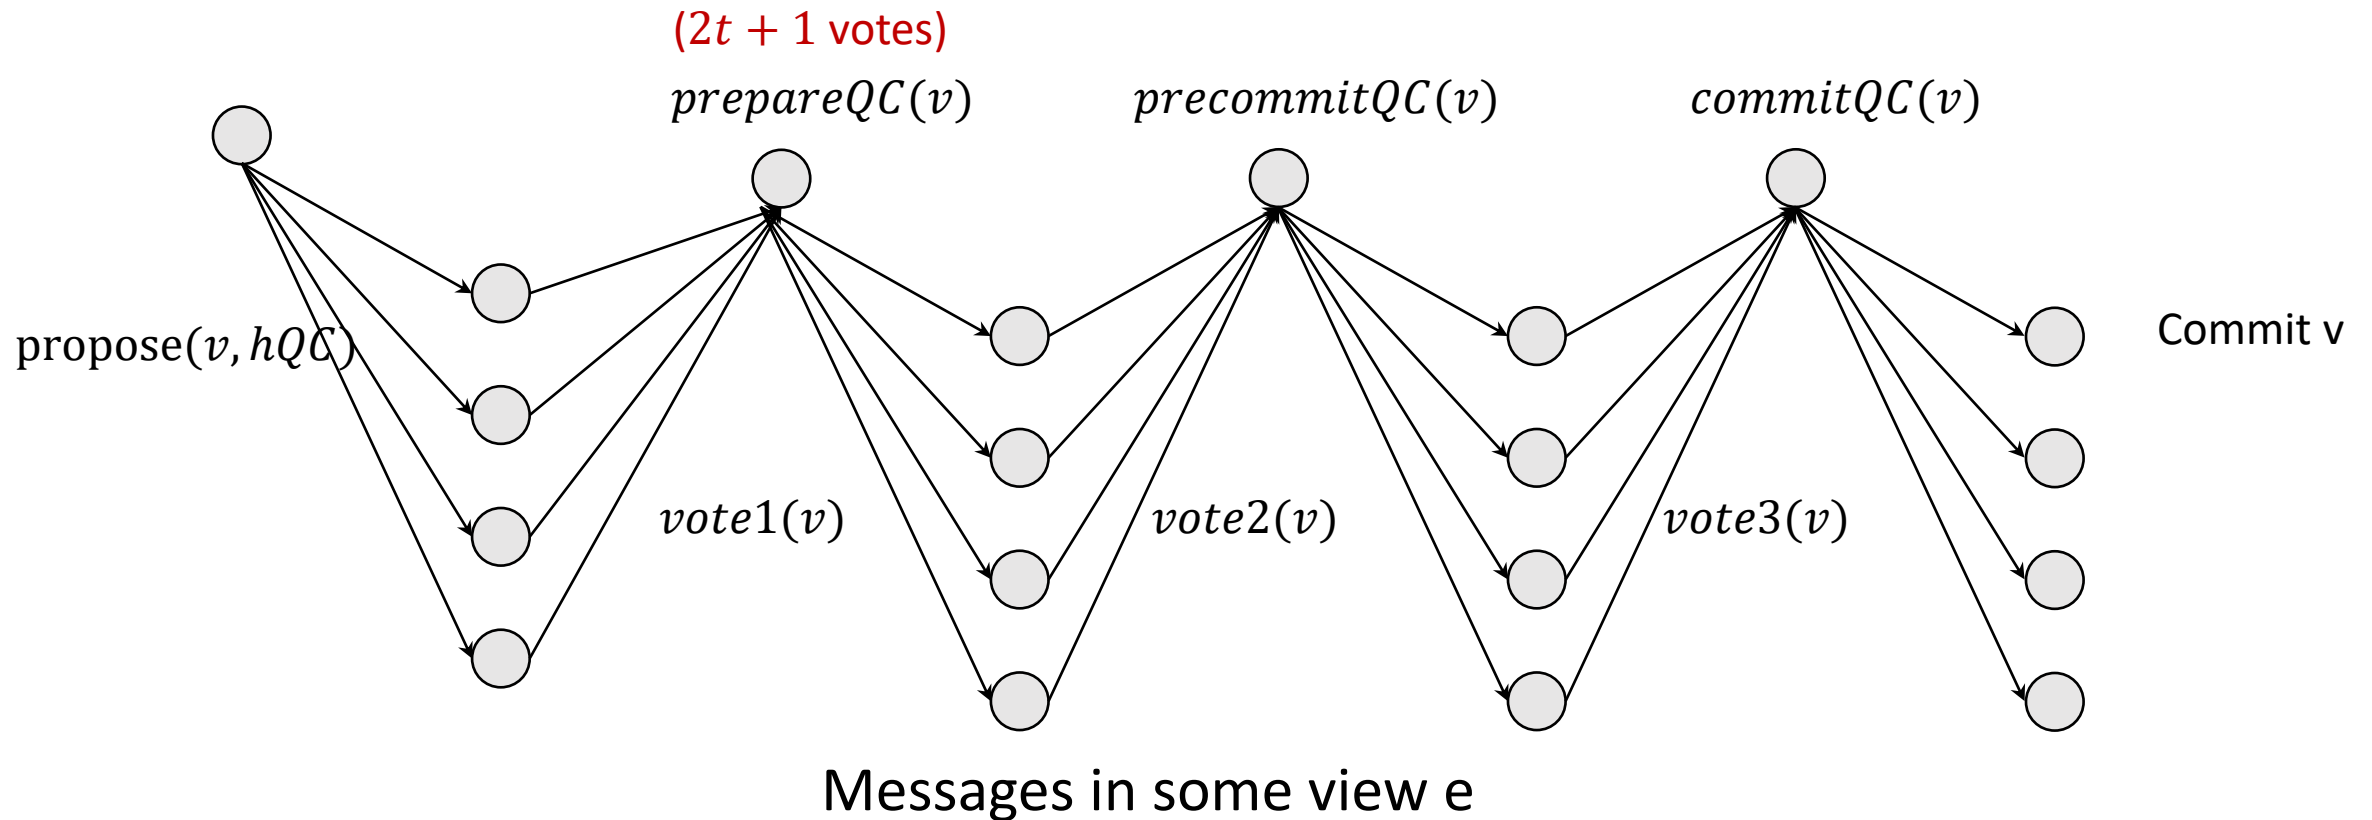 (2t + 1 votes)
prepareQC(v)
precommitQC(v)
commitQC(v)
propose(v, hQC)
Commit v
vote1(v)
vote2(v)
vote3(v)
Messages in some view e